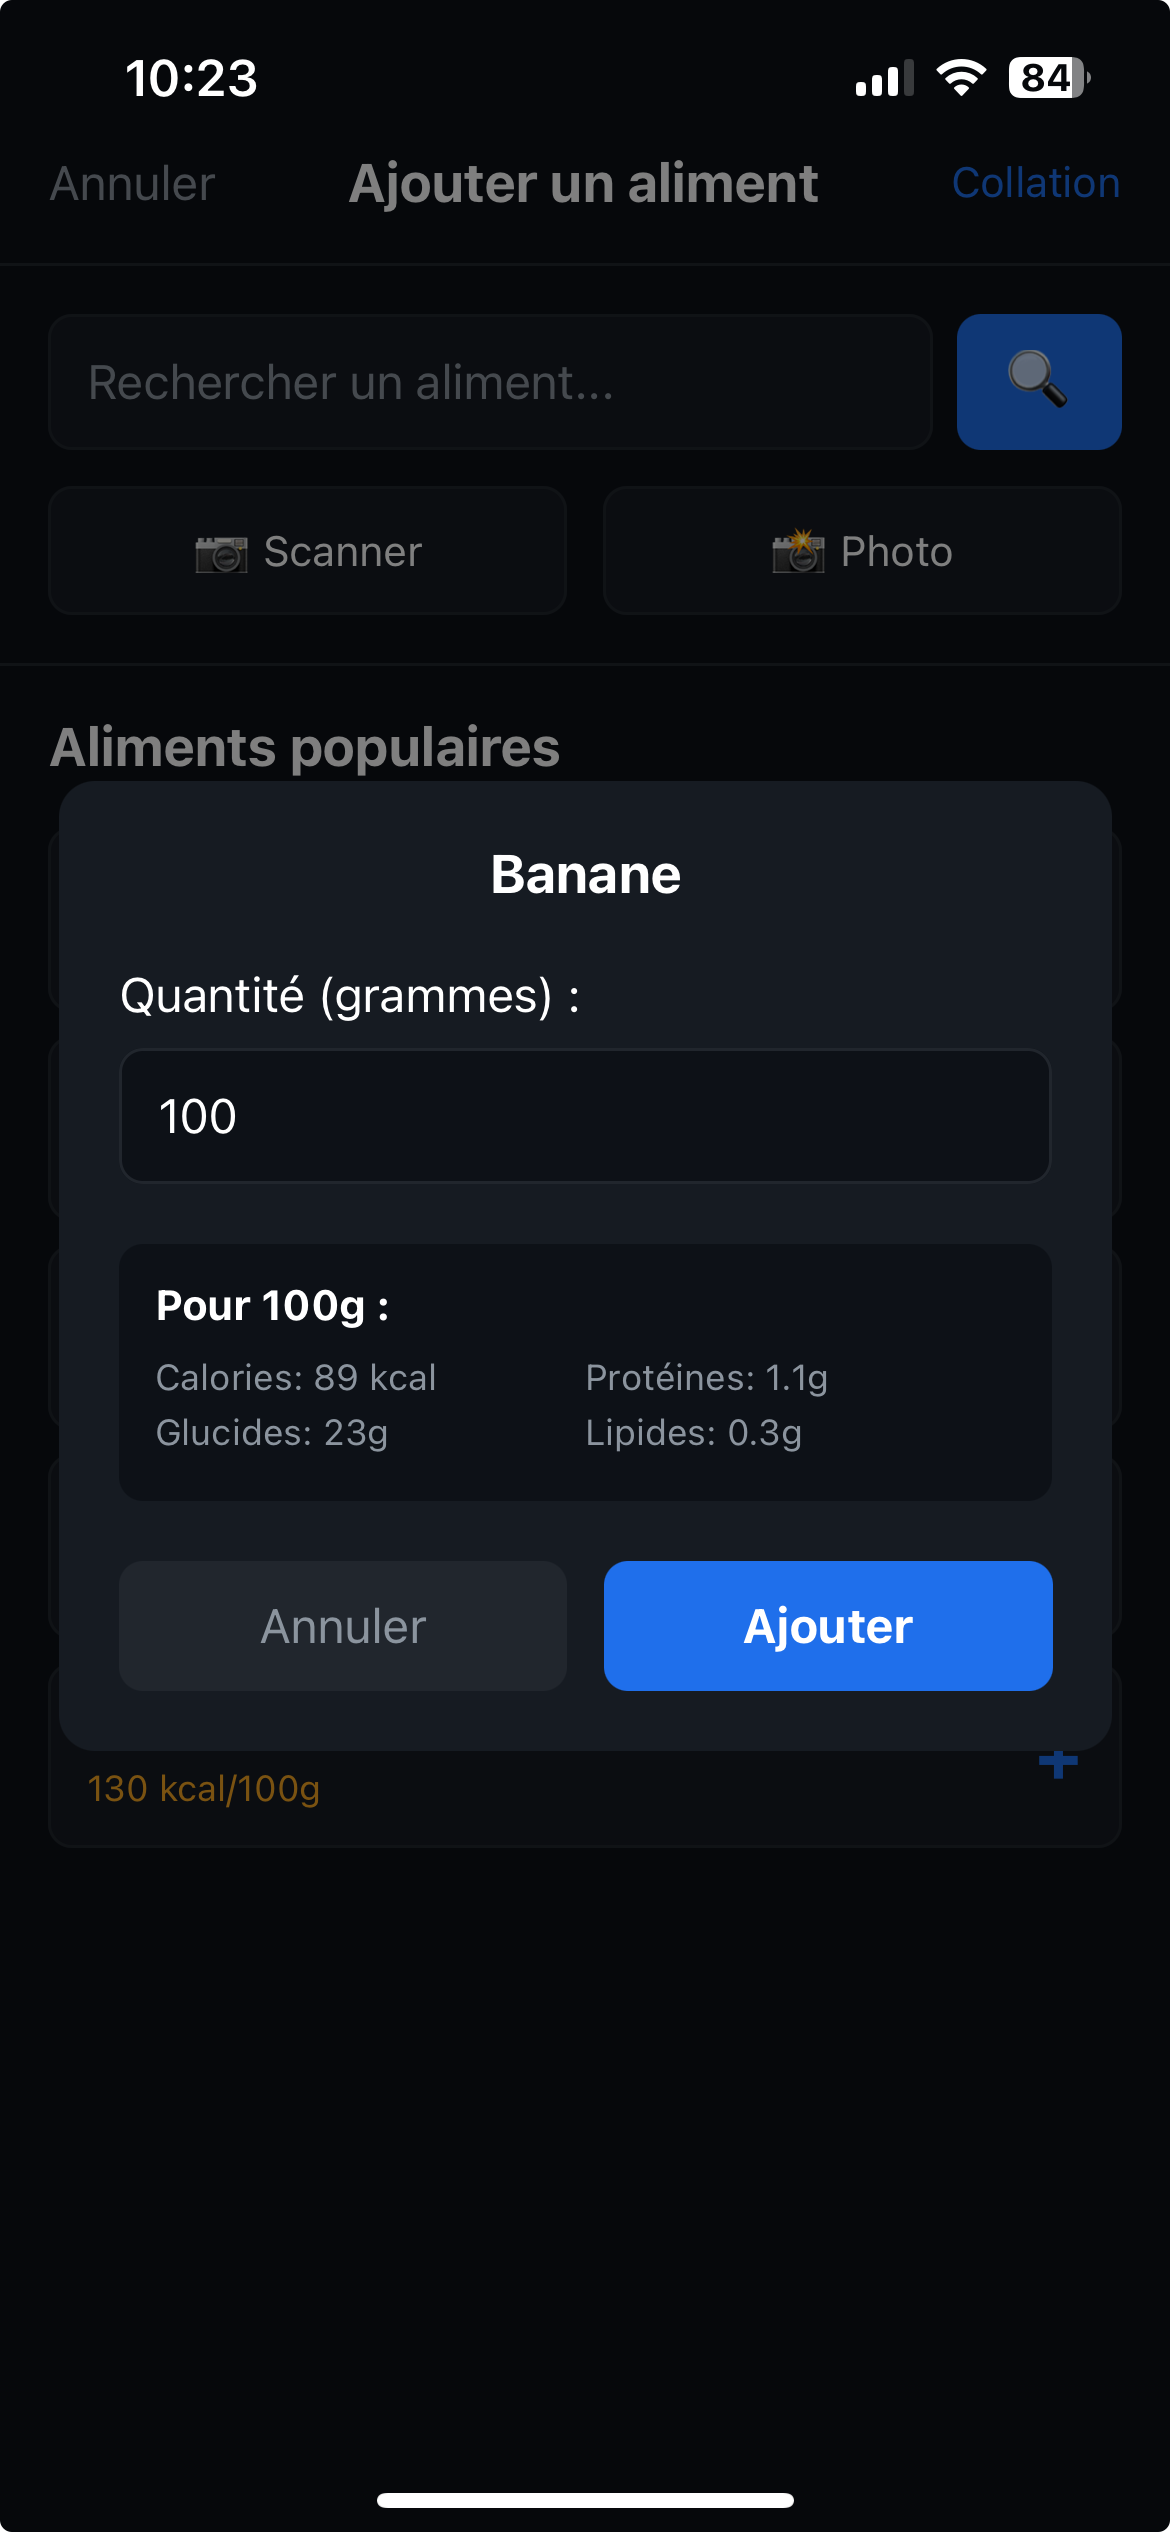 10:23
84
Annuler
Ajouter un aliment
Collation
Rechercher un aliment...
Scanner
Photo
Aliments populaires
Banane
Quantité (grammes) :
100
Pour 100g :
Calories: 89 kcal
Protéines: 1.1g
Glucides: 23g
Lipides: 0.3g
Annuler
Ajouter
+
130 kcal/100g